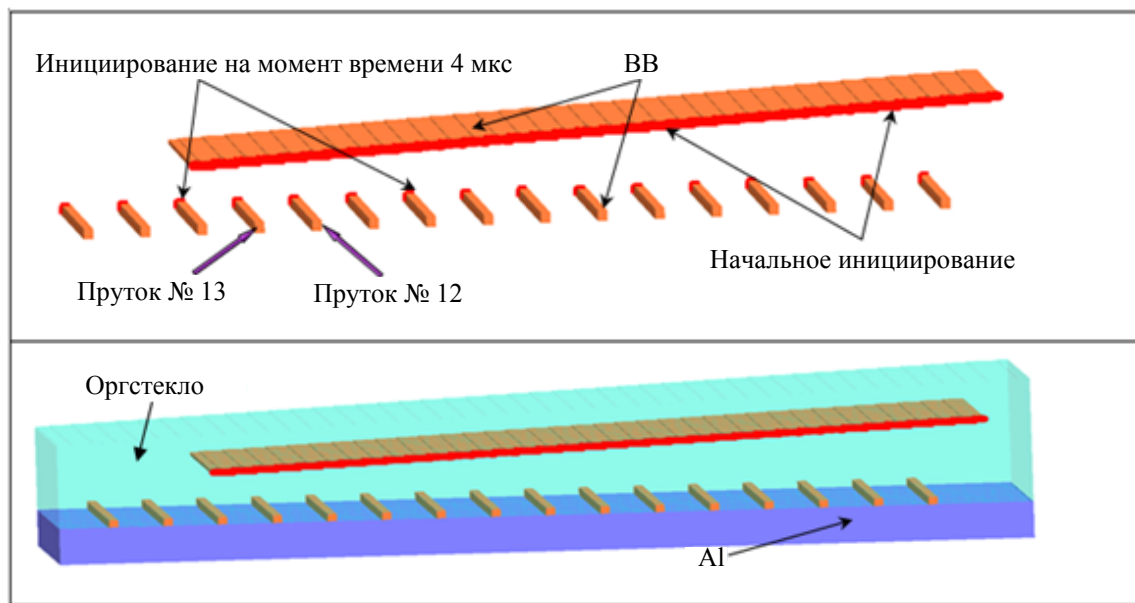 Инициирование на момент времени 4 мкс
ВВ
Начальное инициирование
Пруток № 13
Пруток № 12
Оргстекло
Al